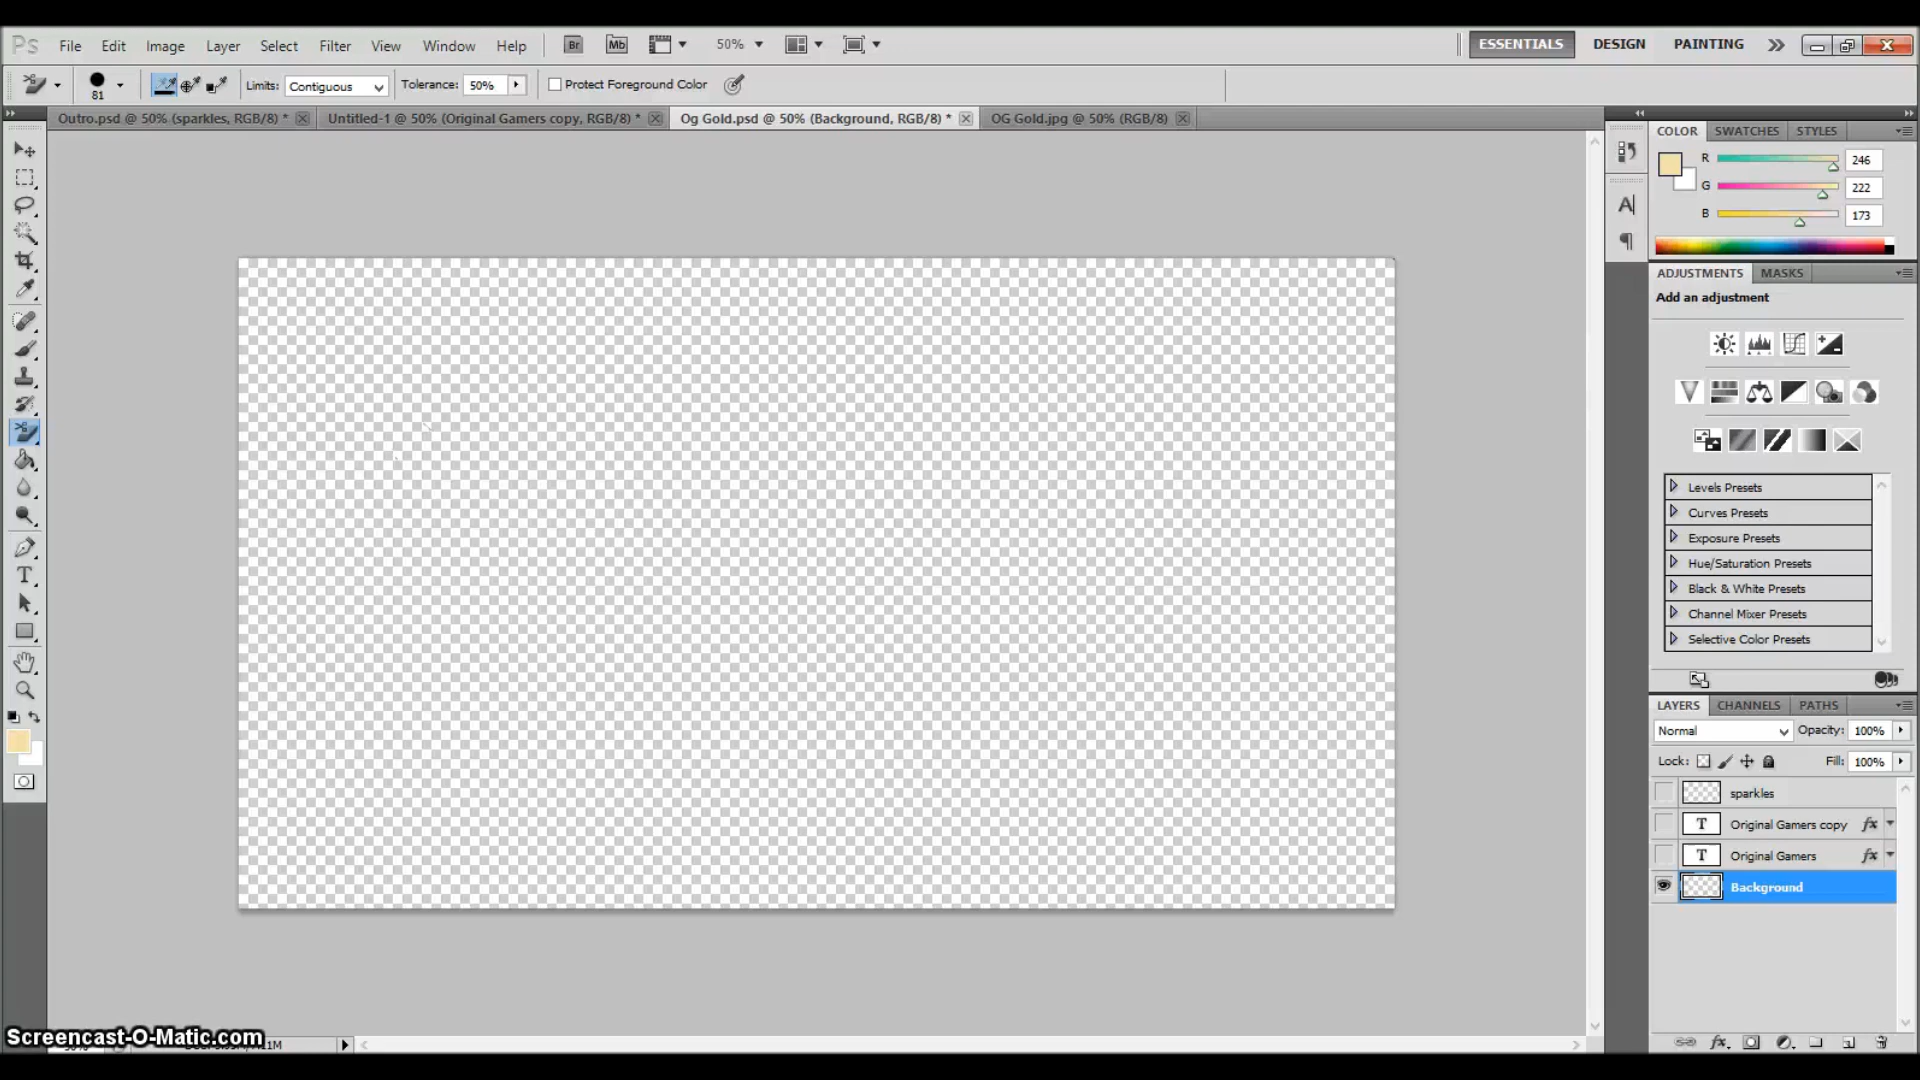 Ps File Edit Image Layer Select Filter View Window Help Br Mb 50% ESSENTIALS DESIGN PAINTING
81 Limits: Contiguous Tolerance: 50% Protect Foreground Color
Outro.psd @ 50% (sparkles, RGB/8) * Untitled-1 @ 50% (Original Gamers copy, RGB/8) * Og Gold.psd @ 50% (Background, RGB/8) * OG Gold.jpg @ 50% (RGB/8)
COLOR SWATCHES STYLES
R 246
G 222
B 173
ADJUSTMENTS MASKS
Add an adjustment
Levels Presets
Curves Presets
Exposure Presets
Hue/Saturation Presets
Black & White Presets
Channel Mixer Presets
Selective Color Presets
LAYERS CHANNELS PATHS
Normal Opacity: 100%
Lock: Fill: 100%
sparkles
T Original Gamers copy fx
T Original Gamers fx
Background
Screencast-O-Matic.com